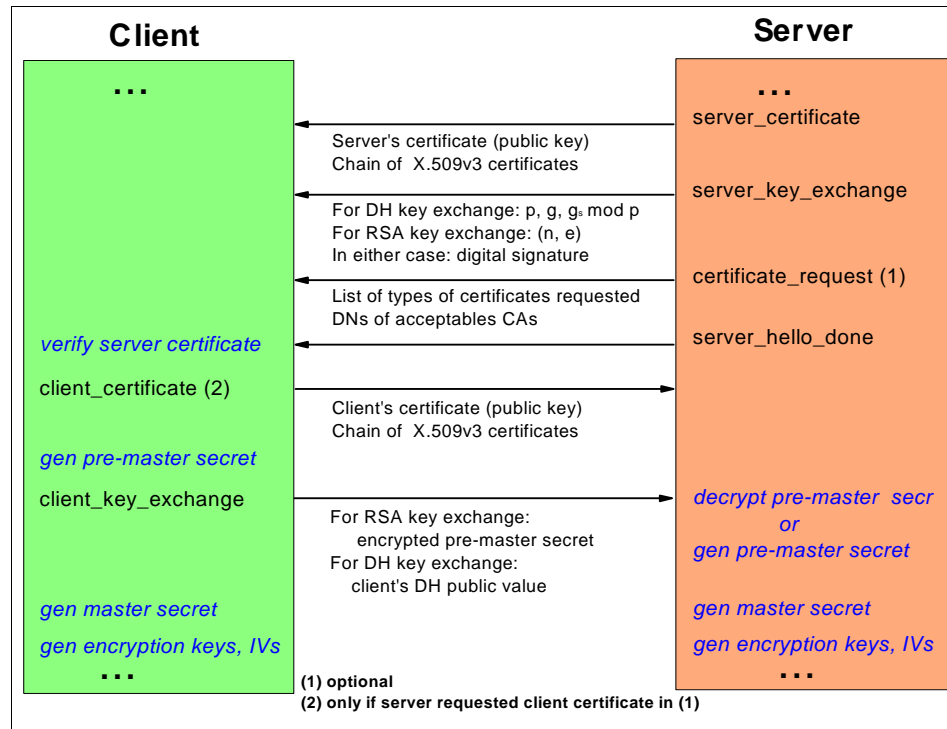 Client
Server
...
...
server_certificate
Server's certificate (public key)
Chain of X.509v3 certificates
server_key_exchange
For DH key exchange: p, g, gs mod p
For RSA key exchange: (n, e)
In either case: digital signature
certificate_request (1)
List of types of certificates requested
DNs of acceptables CAs
verify server certificate
server_hello_done
client_certificate (2)
Client's certificate (public key)
Chain of X.509v3 certificates
gen pre-master secret
client_key_exchange
decrypt pre-master secr
or
gen pre-master secret
For RSA key exchange:
encrypted pre-master secret
For DH key exchange:
client's DH public value
gen master secret
gen master secret
gen encryption keys, IVs
gen encryption keys, IVs
...
...
(1) optional
(2) only if server requested client certificate in (1)